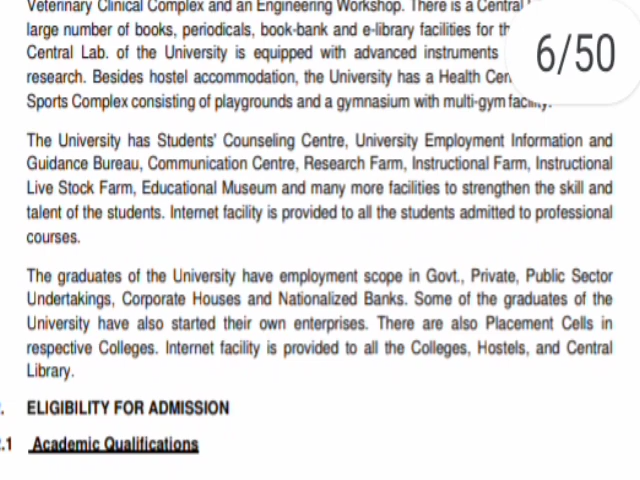 Veterinary Clinical Complex and an Engineering Workshop. There is a Central
large number of books, periodicals, book-bank and e-library facilities for
Central Lab. of the University is equipped with advanced instruments
research. Besides hostel accommodation, the University has a Health
Sports Complex consisting of playgrounds and a gymnasium with multi-gym
6/50
The University has Students' Counseling Centre, University Employment Information and
Guidance Bureau, Communication Centre, Research Farm, Instructional Farm, Instructional
Live Stock Farm, Educational Museum and many more facilities to strengthen the skill and
talent of the students. Internet facility is provided to all the students admitted to professional
courses.
The graduates of the University have employment scope in Govt., Private, Public Sector
Undertakings, Corporate Houses and Nationalized Banks. Some of the graduates of the
University have also started their own enterprises. There are also Placement Cells in
respective Colleges. Internet facility is provided to all the Colleges, Hostels, and Central
Library.
. ELIGIBILITY FOR ADMISSION
.1 Academic Qualifications